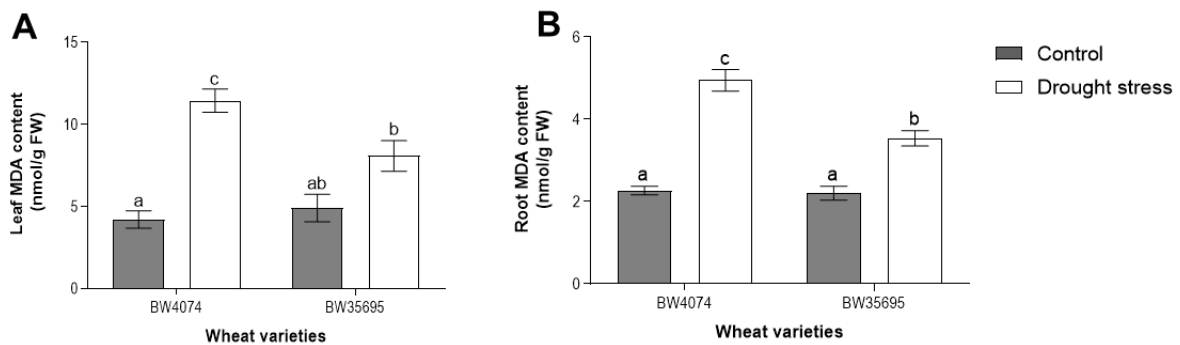 A
Leaf MDA content
(nmol/g FW)
15
10
5
0
a
c
ab
b
BW4074
BW35695
Wheat varieties
B
Root MDA content
(nmol/g FW)
6
4
2
0
a
c
a
b
BW4074
BW35695
Wheat varieties
Control
Drought stress